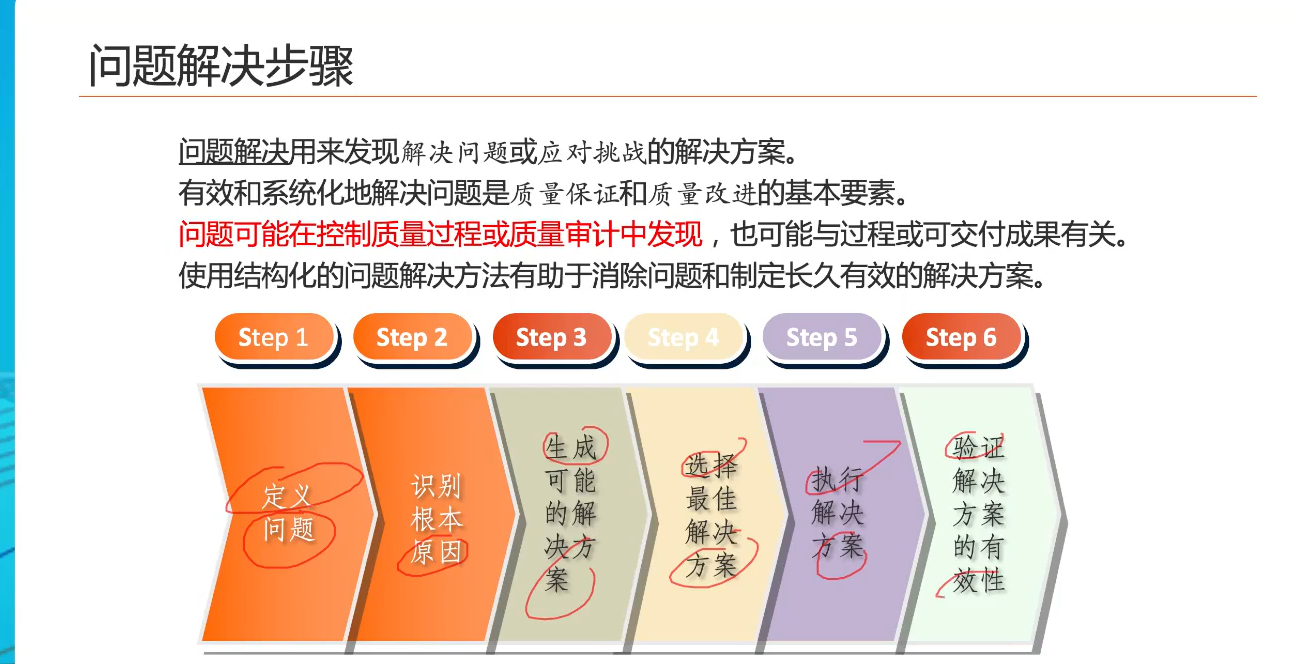 问题解决步骤
问题解决用来发现解决问题或应对挑战的解决方案。
有效和系统化地解决问题是质量保证和质量改进的基本要素。
问题可能在控制质量过程或质量审计中发现，也可能与过程或可交付成果有关。
使用结构化的问题解决方法有助于消除问题和制定长久有效的解决方案。
Step 1
Step 2
Step 3
Step 4
Step 5
Step 6
定义
问题
识别
根本
原因
生成
可能
的解
决方
案
选择
最佳
解决
方案
执行
解决
方案
验证
解决
方案
的有
效性